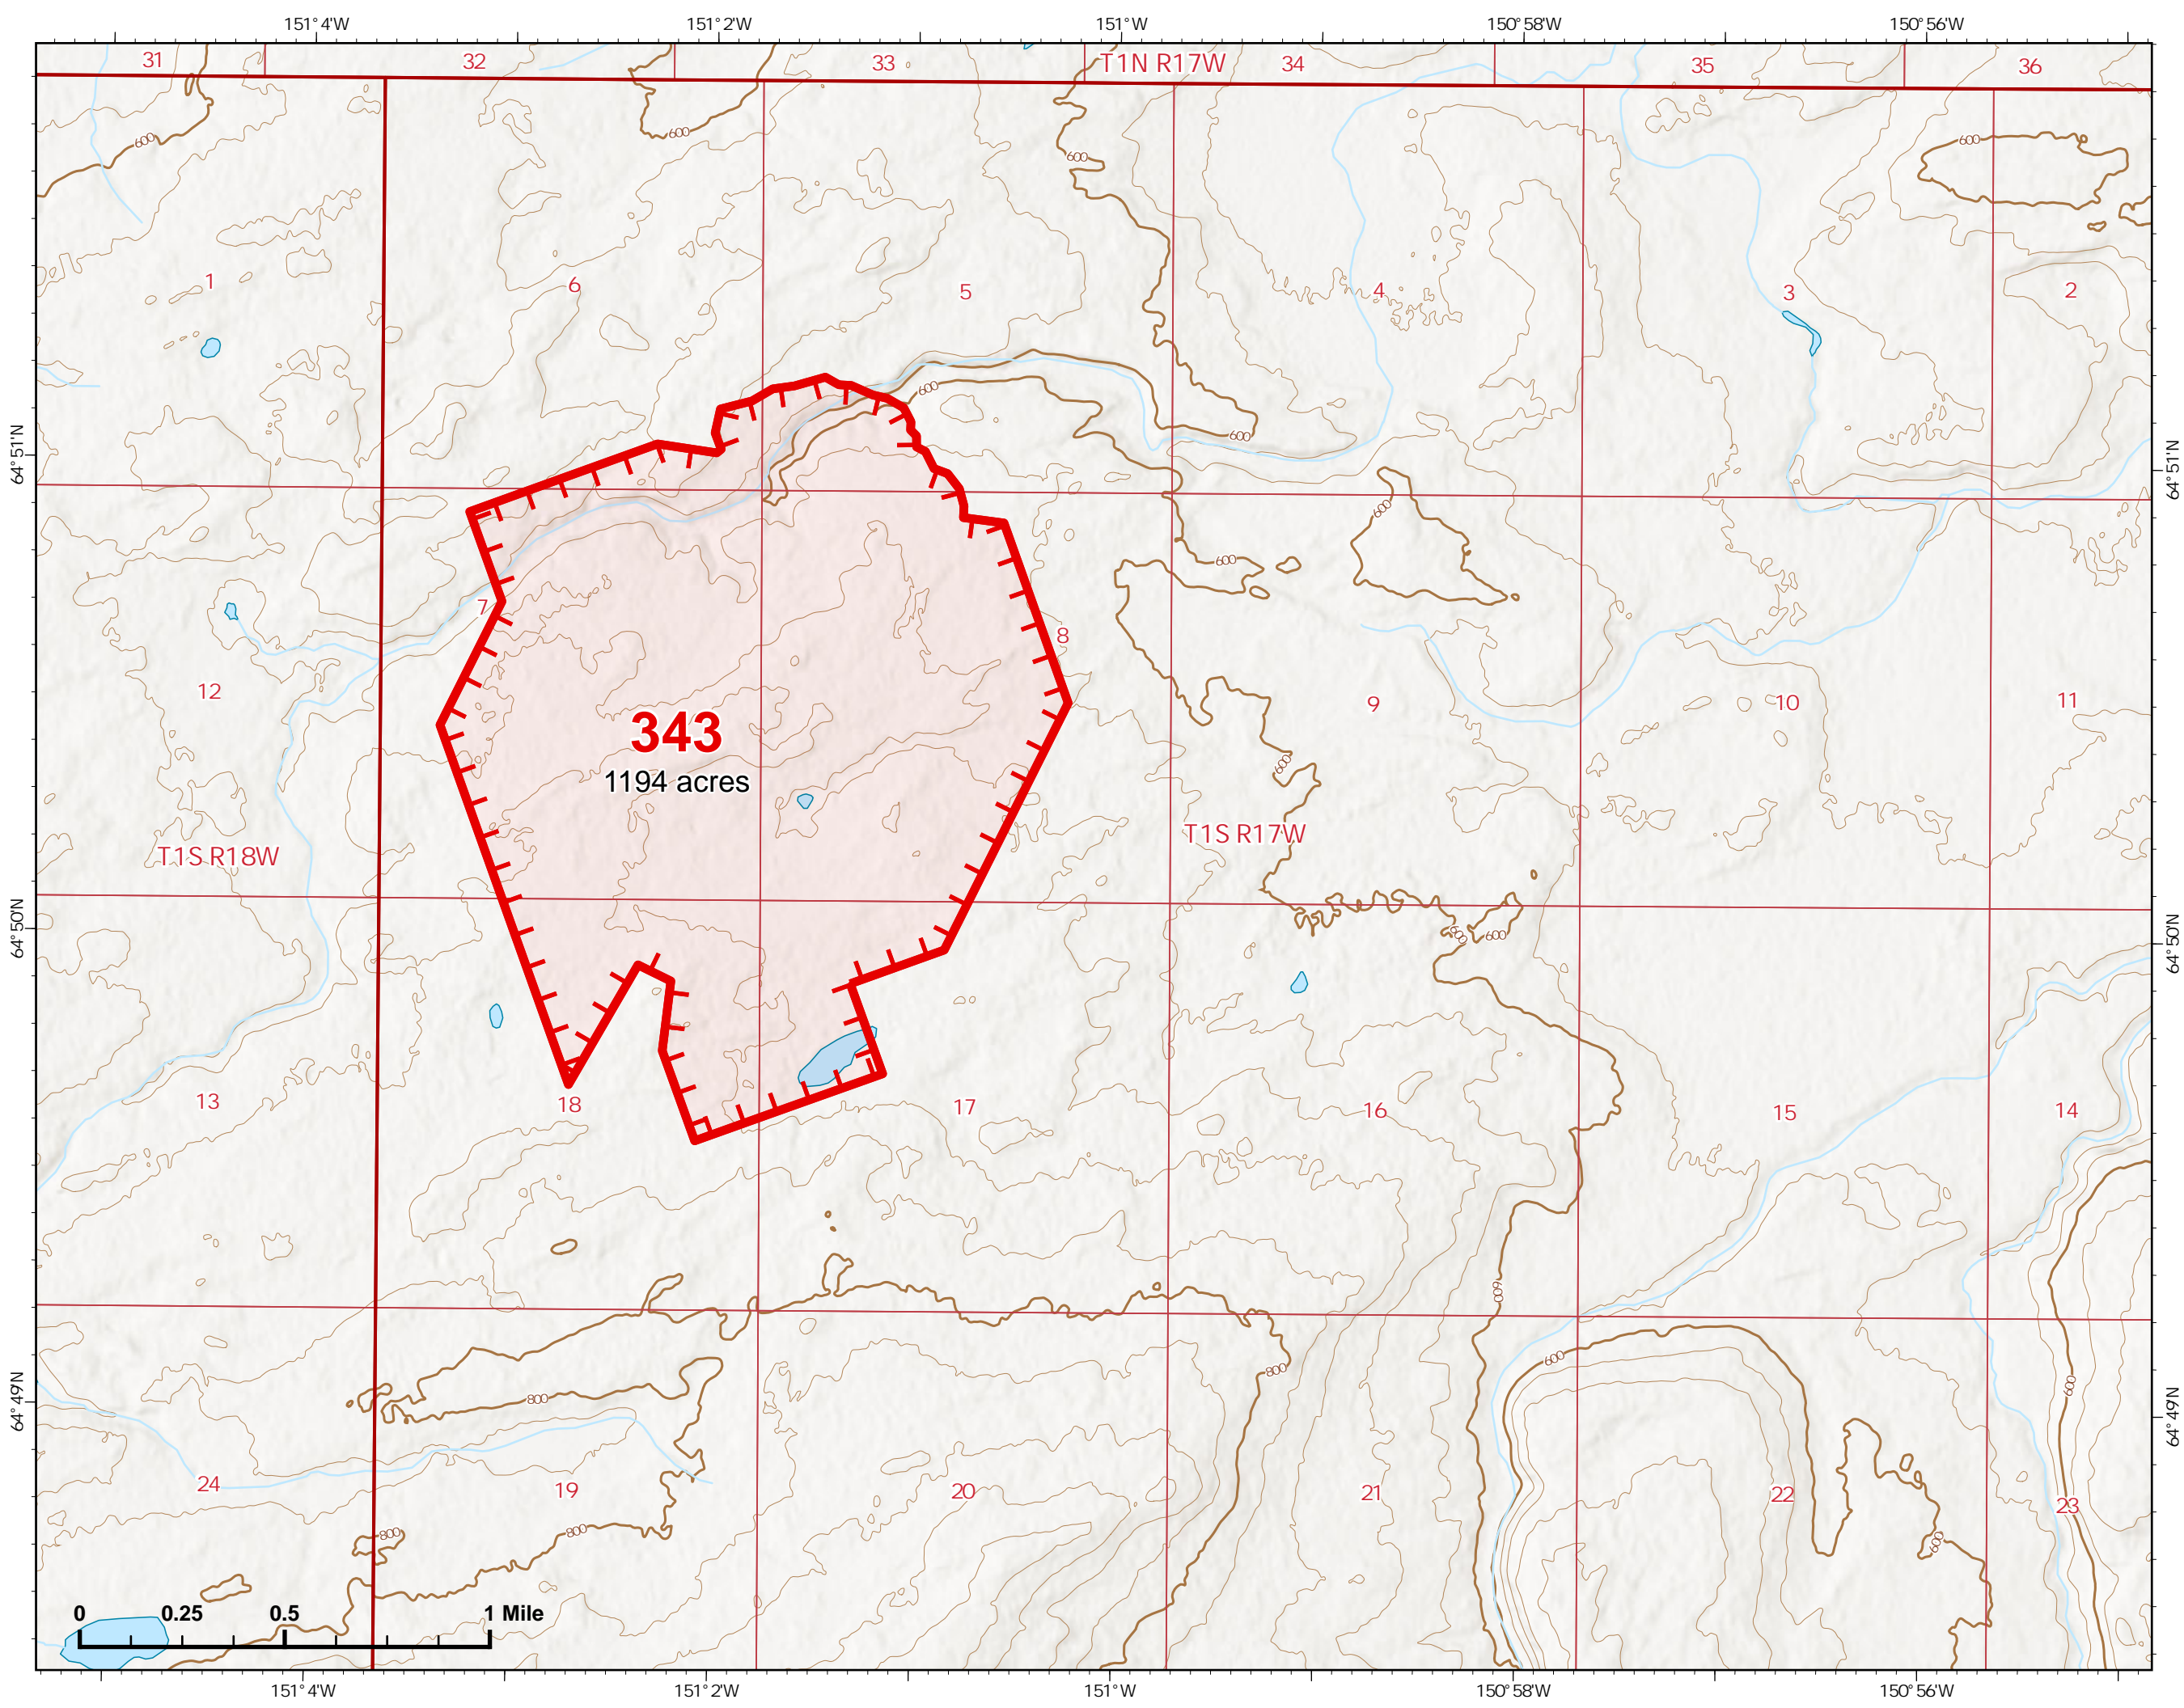 151°4'W 151°2'W 151°W 150°58'W 150°56'W
31 32 33 T1N R17W 34 35 36
600 600 600 600
1 6 5 4 3 2
600 600
64°51'N 64°51'N
600 600
7 8
12 9 10 11
343
1194 acres
600
T1S R18W T1S R17W
64°50'N 600 600 64°50'N
13 18 17 16 15 14
600
800 600
64°49'N 800 600 64°49'N
24 19 20 21 22 23
800 800 600
0 0.25 0.5 1 Mile
151°4'W 151°2'W 151°W 150°58'W 150°56'W